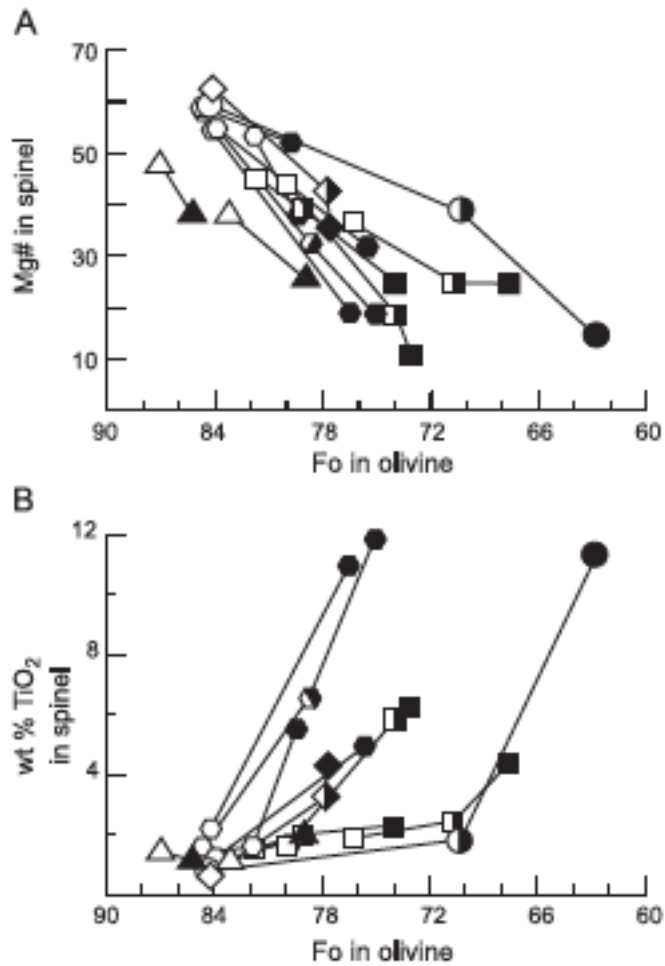 A
70
50
30
10
Mg# in spinel
90 84 78 72 66 60
Fo in olivine
B
12
8
4
wt % TiO₂
in spinel
90 84 78 72 66 60
Fo in olivine